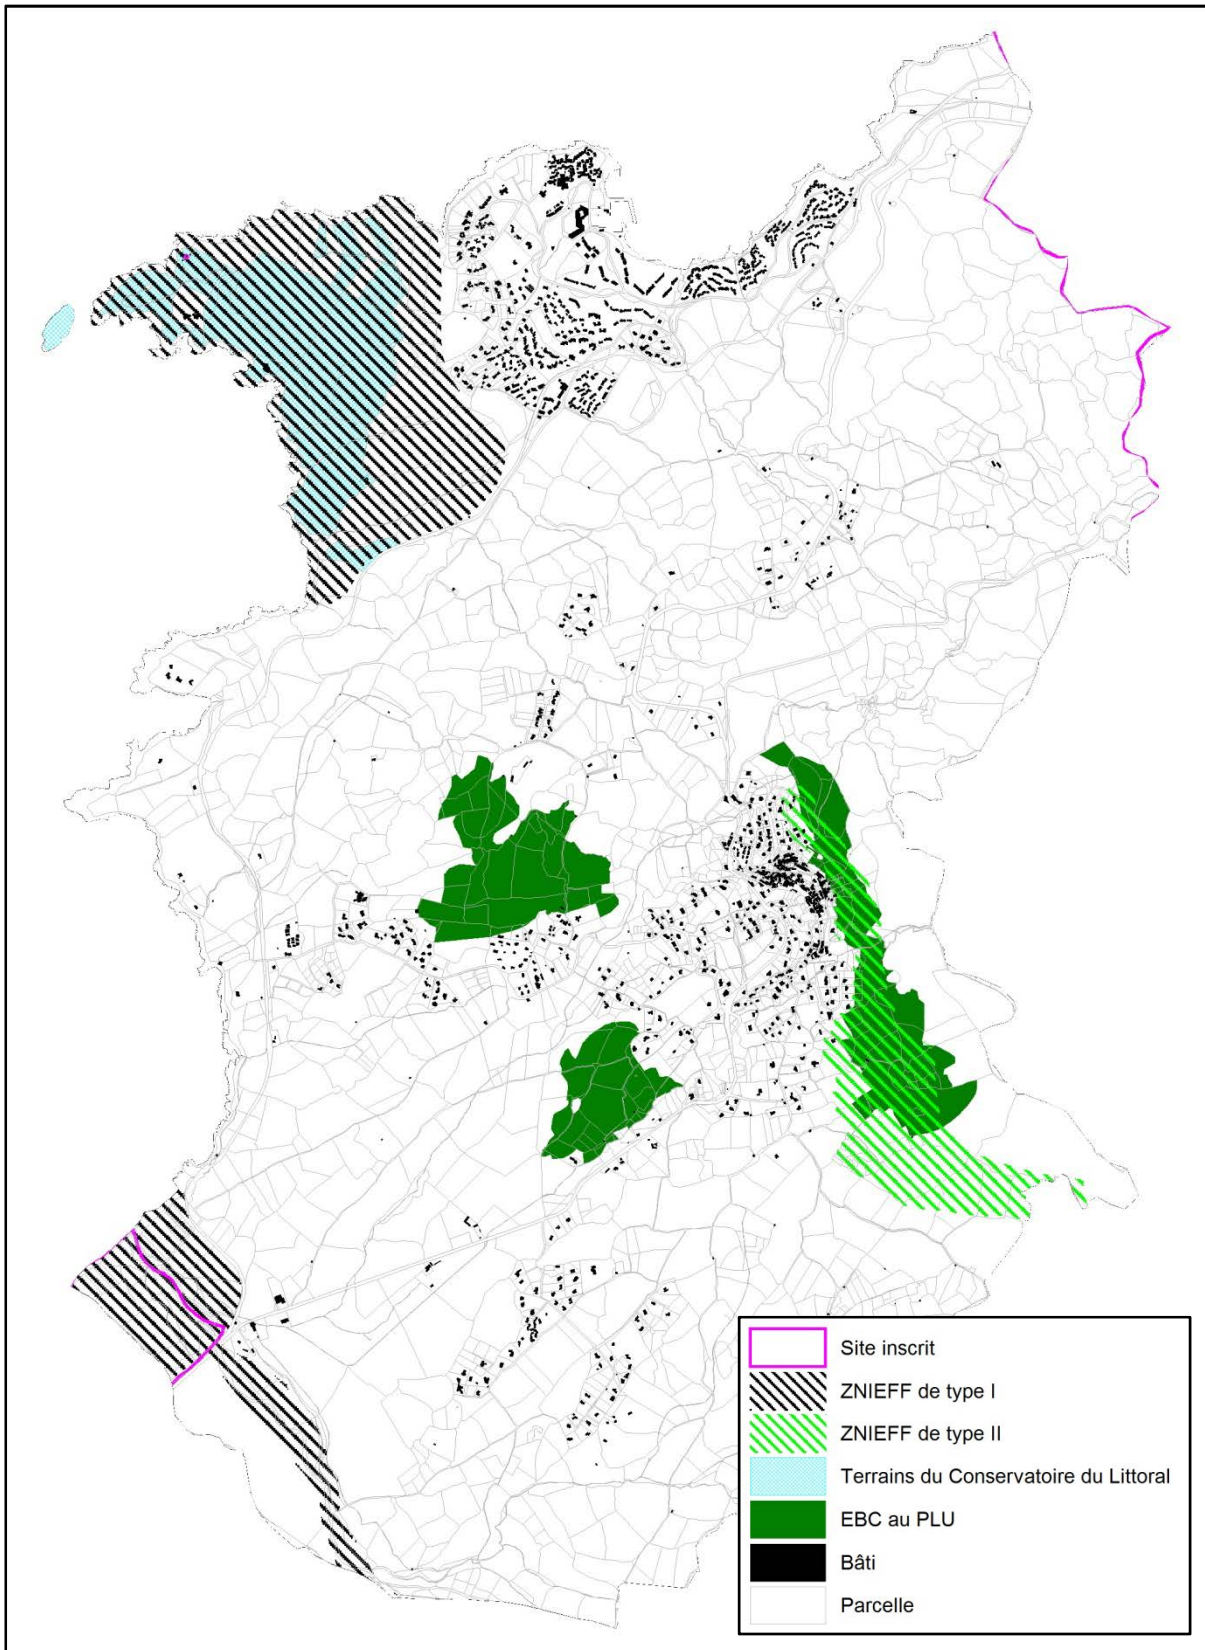 Site inscrit
ZNIEFF de type I
ZNIEFF de type II
Terrains du Conservatoire du Littoral
EBC au PLU
Bâti
Parcelle